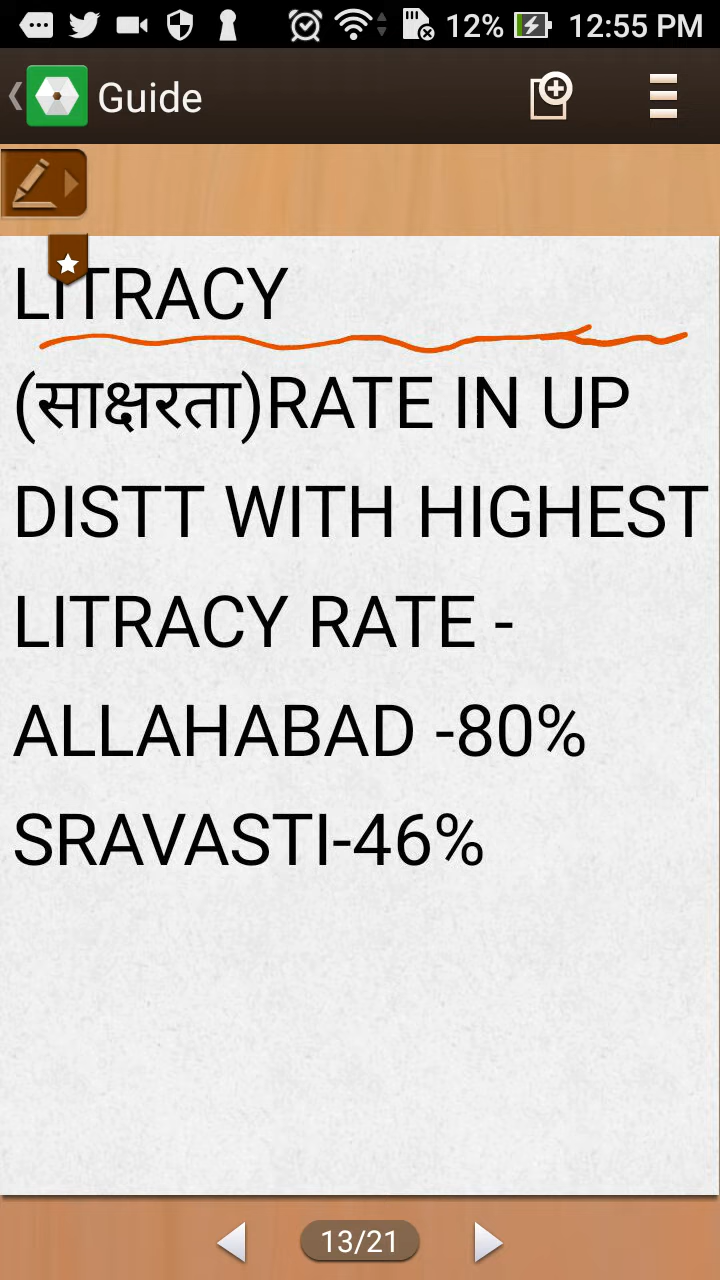 12% 12:55 PM
Guide
LITRACY
(साक्षरता)RATE IN UP
DISTT WITH HIGHEST
LITRACY RATE -
ALLAHABAD -80%
SRAVASTI-46%
13/21